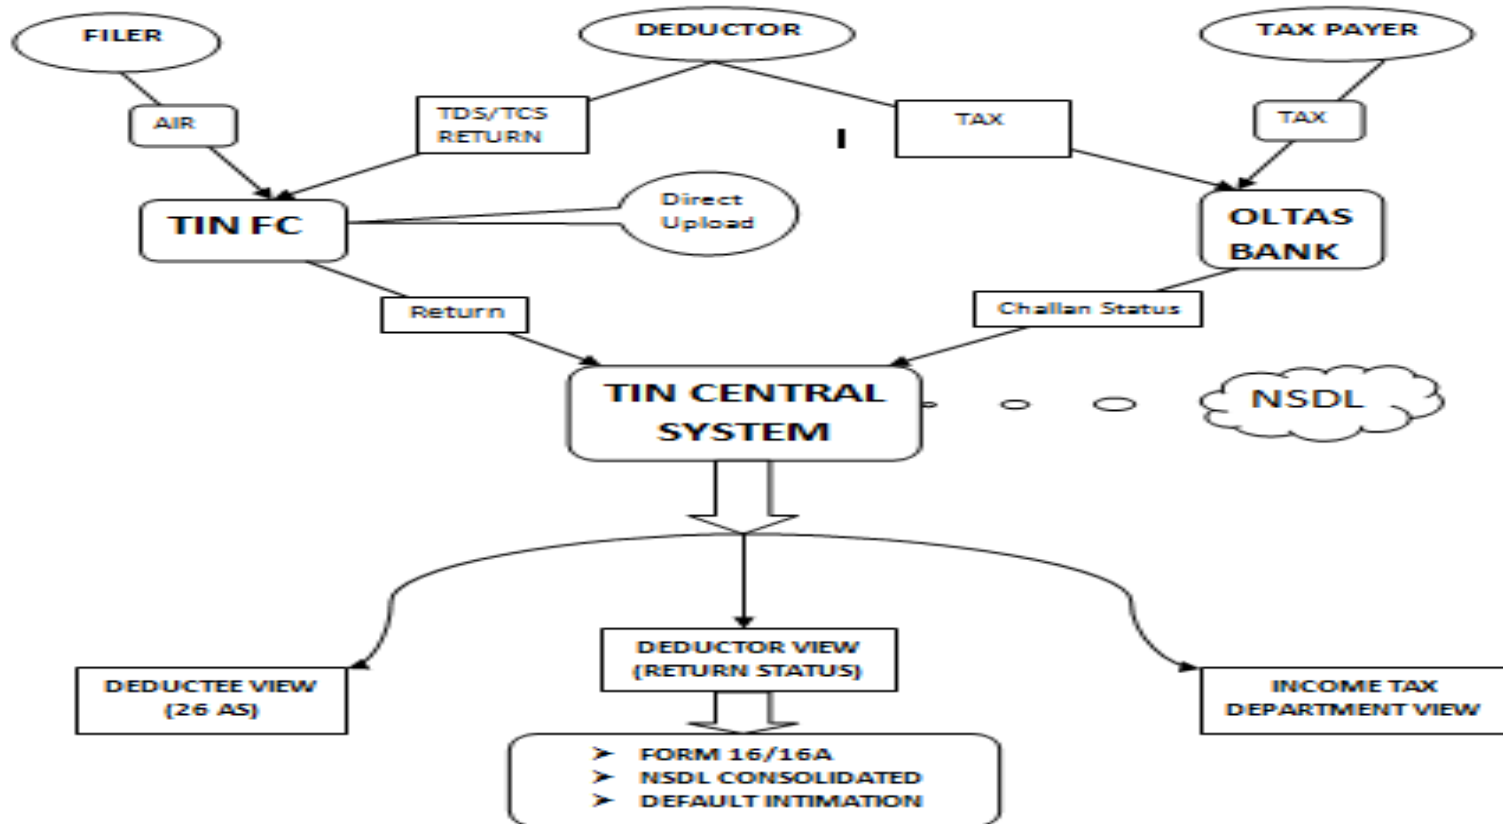 FILER
DEDUCTOR
TAX PAYER
AIR
TDS/TCS
RETURN
TAX
TAX
TIN FC
Direct
Upload
OLTAS
BANK
Return
Challan Status
TIN CENTRAL
SYSTEM
NSDL
DEDUCTEE VIEW
(26 AS)
DEDUCTOR VIEW
(RETURN STATUS)
INCOME TAX
DEPARTMENT VIEW
➢ FORM 16/16A
➢ NSDL CONSOLIDATED
➢ DEFAULT INTIMATION